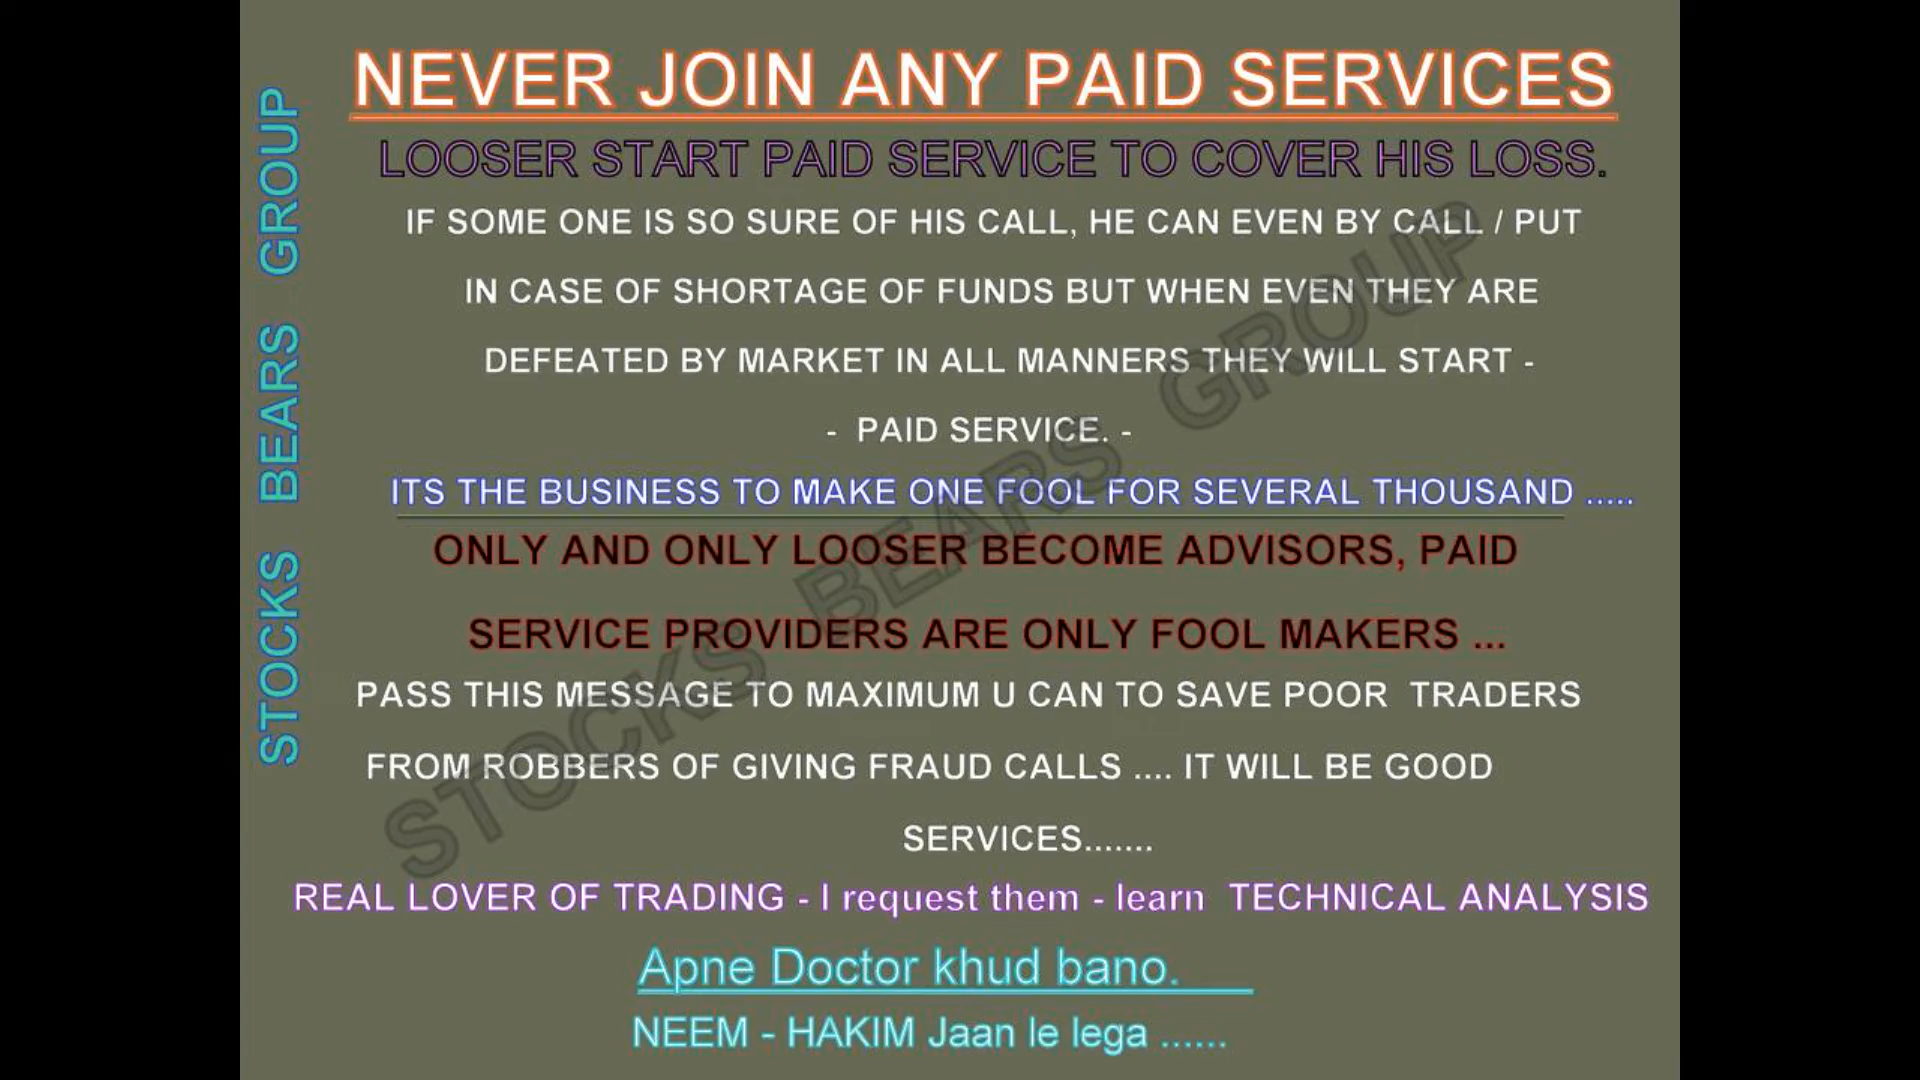 NEVER JOIN ANY PAID SERVICES
LOOSER START PAID SERVICE TO COVER HIS LOSS.
IF SOME ONE IS SO SURE OF HIS CALL, HE CAN EVEN BY CALL / PUT
IN CASE OF SHORTAGE OF FUNDS BUT WHEN EVEN THEY ARE
DEFEATED BY MARKET IN ALL MANNERS THEY WILL START -
- PAID SERVICE. -
ITS THE BUSINESS TO MAKE ONE FOOL FOR SEVERAL THOUSAND .....
ONLY AND ONLY LOOSER BECOME ADVISORS, PAID
SERVICE PROVIDERS ARE ONLY FOOL MAKERS ...
PASS THIS MESSAGE TO MAXIMUM U CAN TO SAVE POOR TRADERS
FROM ROBBERS OF GIVING FRAUD CALLS .... IT WILL BE GOOD
SERVICES.......
REAL LOVER OF TRADING - I request them - learn TECHNICAL ANALYSIS
Apne Doctor khud bano.
NEEM - HAKIM Jaan le lega ......
STOCKS BEARS GROUP
STOCKS BEARS GROUP